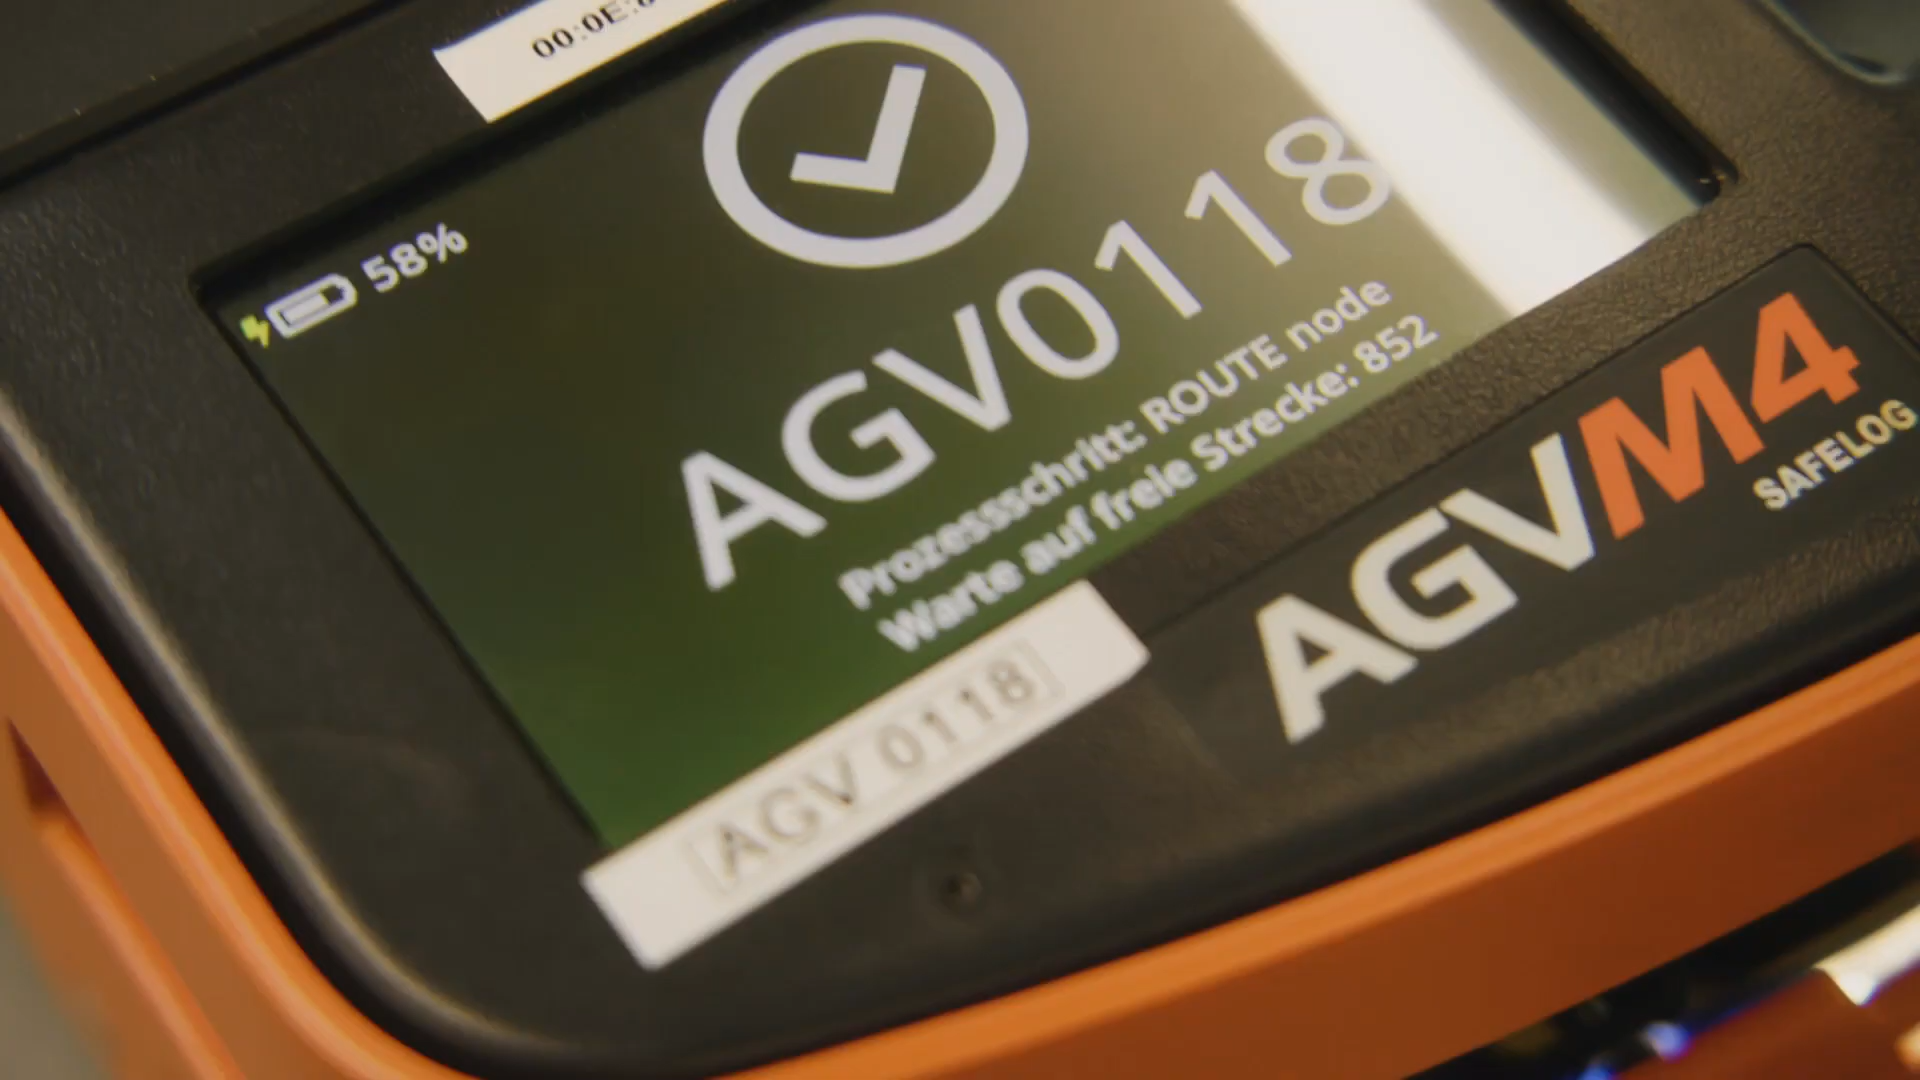 00:0E:
58%
AGV0118
Prozessschritt: ROUTE node
Warte auf freie Strecke: 852
AGV 0118
AGVM4
SAFELOG